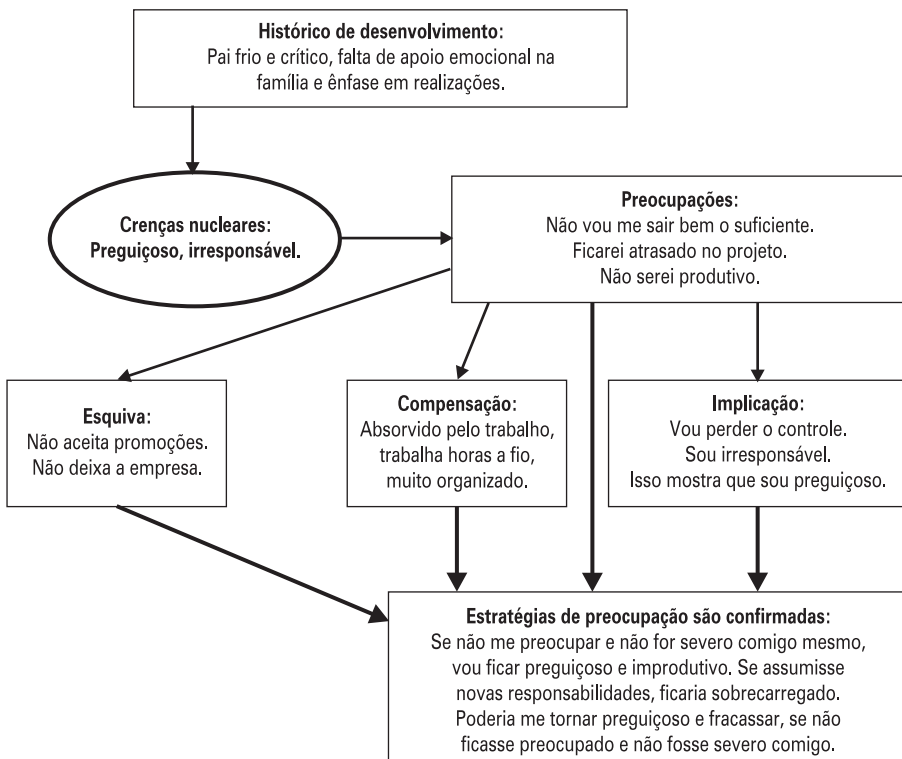 Histórico de desenvolvimento:
Pai frio e crítico, falta de apoio emocional na
família e ênfase em realizações.
Crenças nucleares:
Preguiçoso, irresponsável.
Preocupações:
Não vou me sair bem o suficiente.
Ficarei atrasado no projeto.
Não serei produtivo.
Esquiva:
Não aceita promoções.
Não deixa a empresa.
Compensação:
Absorvido pelo trabalho,
trabalha horas a fio,
muito organizado.
Implicação:
Vou perder o controle.
Sou irresponsável.
Isso mostra que sou preguiçoso.
Estratégias de preocupação são confirmadas:
Se não me preocupar e não for severo comigo mesmo,
vou ficar preguiçoso e improdutivo. Se assumisse
novas responsabilidades, ficaria sobrecarregado.
Poderia me tornar preguiçoso e fracassar, se não
ficasse preocupado e não fosse severo comigo.